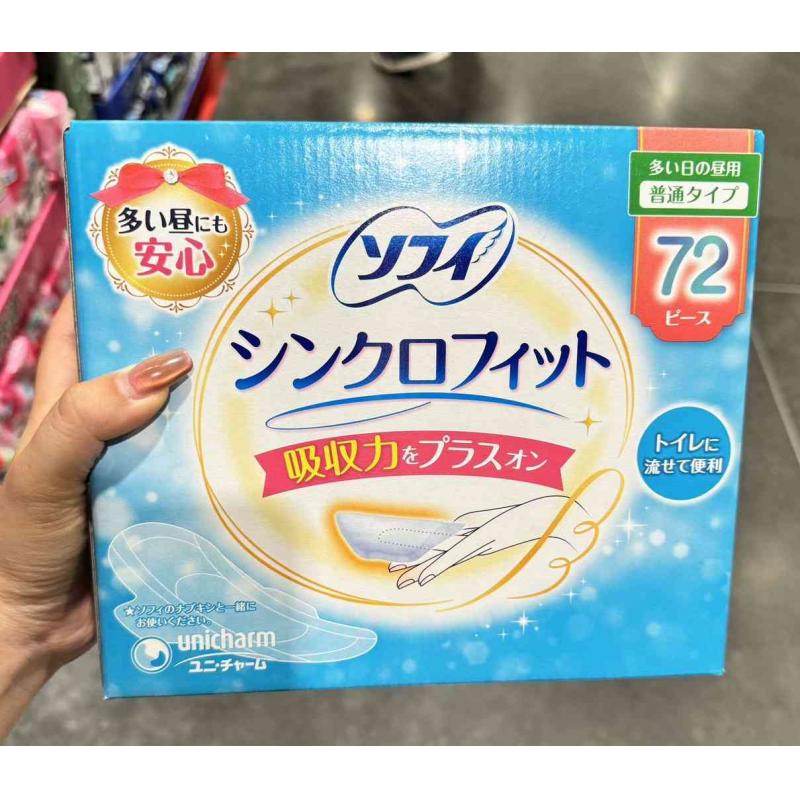 多い昼にも
安心
ソフィ
シンクロフィット
吸収力をプラスオン
多い日の昼用
普通タイプ
72
ピース
トイレに
流せて便利
★ソフィのナプキンと一緒に
お使いください。
unicharm
ユニ・チャーム